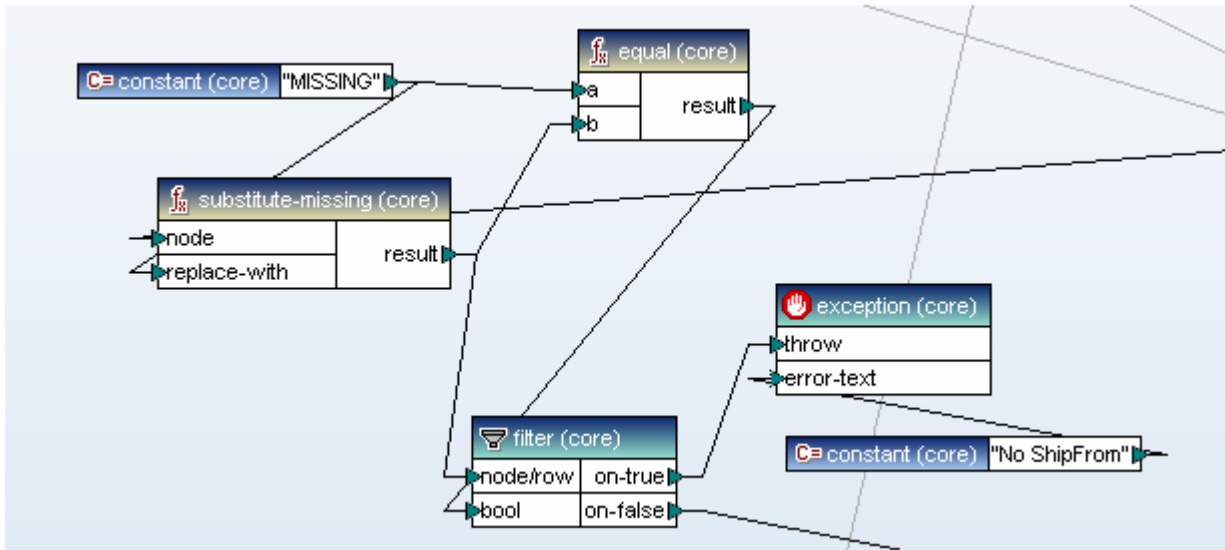 equal (core)
C= constant (core) "MISSING"
a
result
b
substitute-missing (core)
node
result
replace-with
exception (core)
throw
error-text
filter (core)
C= constant (core) "No ShipFrom"
node/row on-true
bool on-false